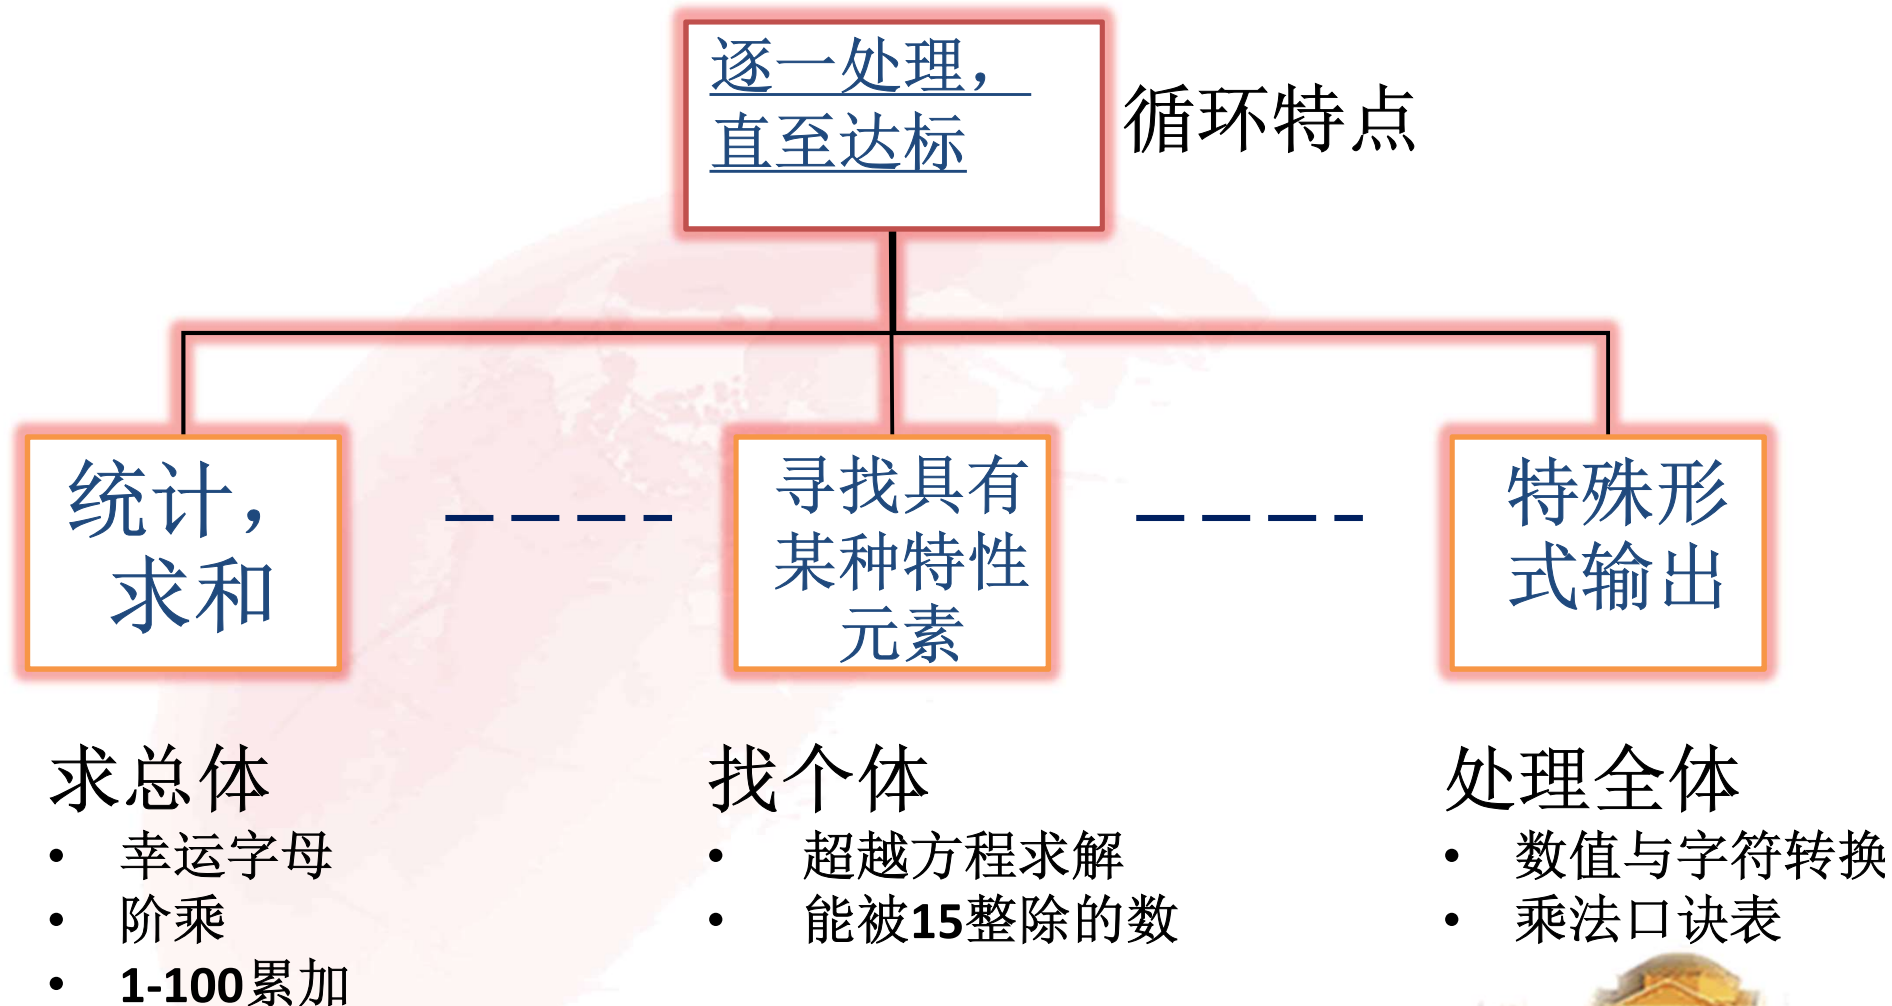 逐一处理，
直至达标
循环特点
统计，
求和
寻找具有
某种特性
元素
特殊形
式输出
求总体
• 幸运字母
• 阶乘
• 1-100累加
找个体
• 超越方程求解
• 能被15整除的数
处理全体
• 数值与字符转换
• 乘法口诀表